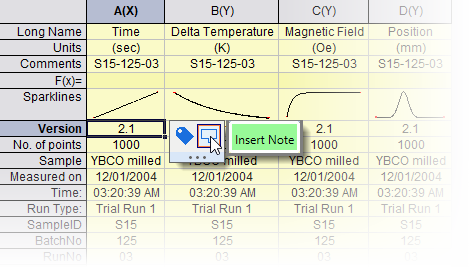 A(X) B(Y) C(Y) D(Y)
Long Name Time Delta Temperature Magnetic Field Position
Units (sec) (K) (Oe) (mm)
Comments S15-125-03 S15-125-03 S15-125-03 S15-125-03
F(x)=
Sparklines
Version 2.1 2.1 2.1
Insert Note
No. of points 1000 1000 1000
Sample YBCO milled YBCO milled YBCO milled YBCO milled
Measured on 12/01/2004 12/01/2004 12/01/2004 12/01/2004
Time: 03:20:39 AM 03:20:39 AM 03:20:39 AM 03:20:39 AM
Run Type: Trial Run 1 Trial Run 1 Trial Run 1 Trial Run 1
SampleID S15 S15 S15 S15
BatchNo 125 125 125 125
RunNo 03 03 03 03